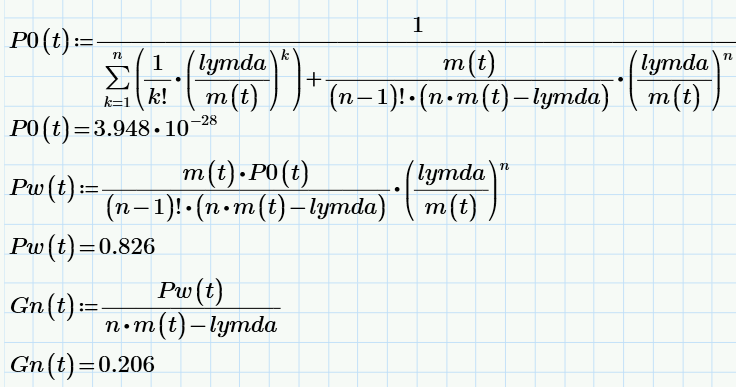 P0(t):=1/(∑_{k=1}^{n}(1/k!·(lymda/m(t))^k)+m(t)/((n−1)!·(n·m(t)−lymda))·(lymda/m(t))^n)
P0(t)=3.948·10^−28
Pw(t):=m(t)·P0(t)/((n−1)!·(n·m(t)−lymda))·(lymda/m(t))^n
Pw(t)=0.826
Gn(t):=Pw(t)/(n·m(t)−lymda)
Gn(t)=0.206